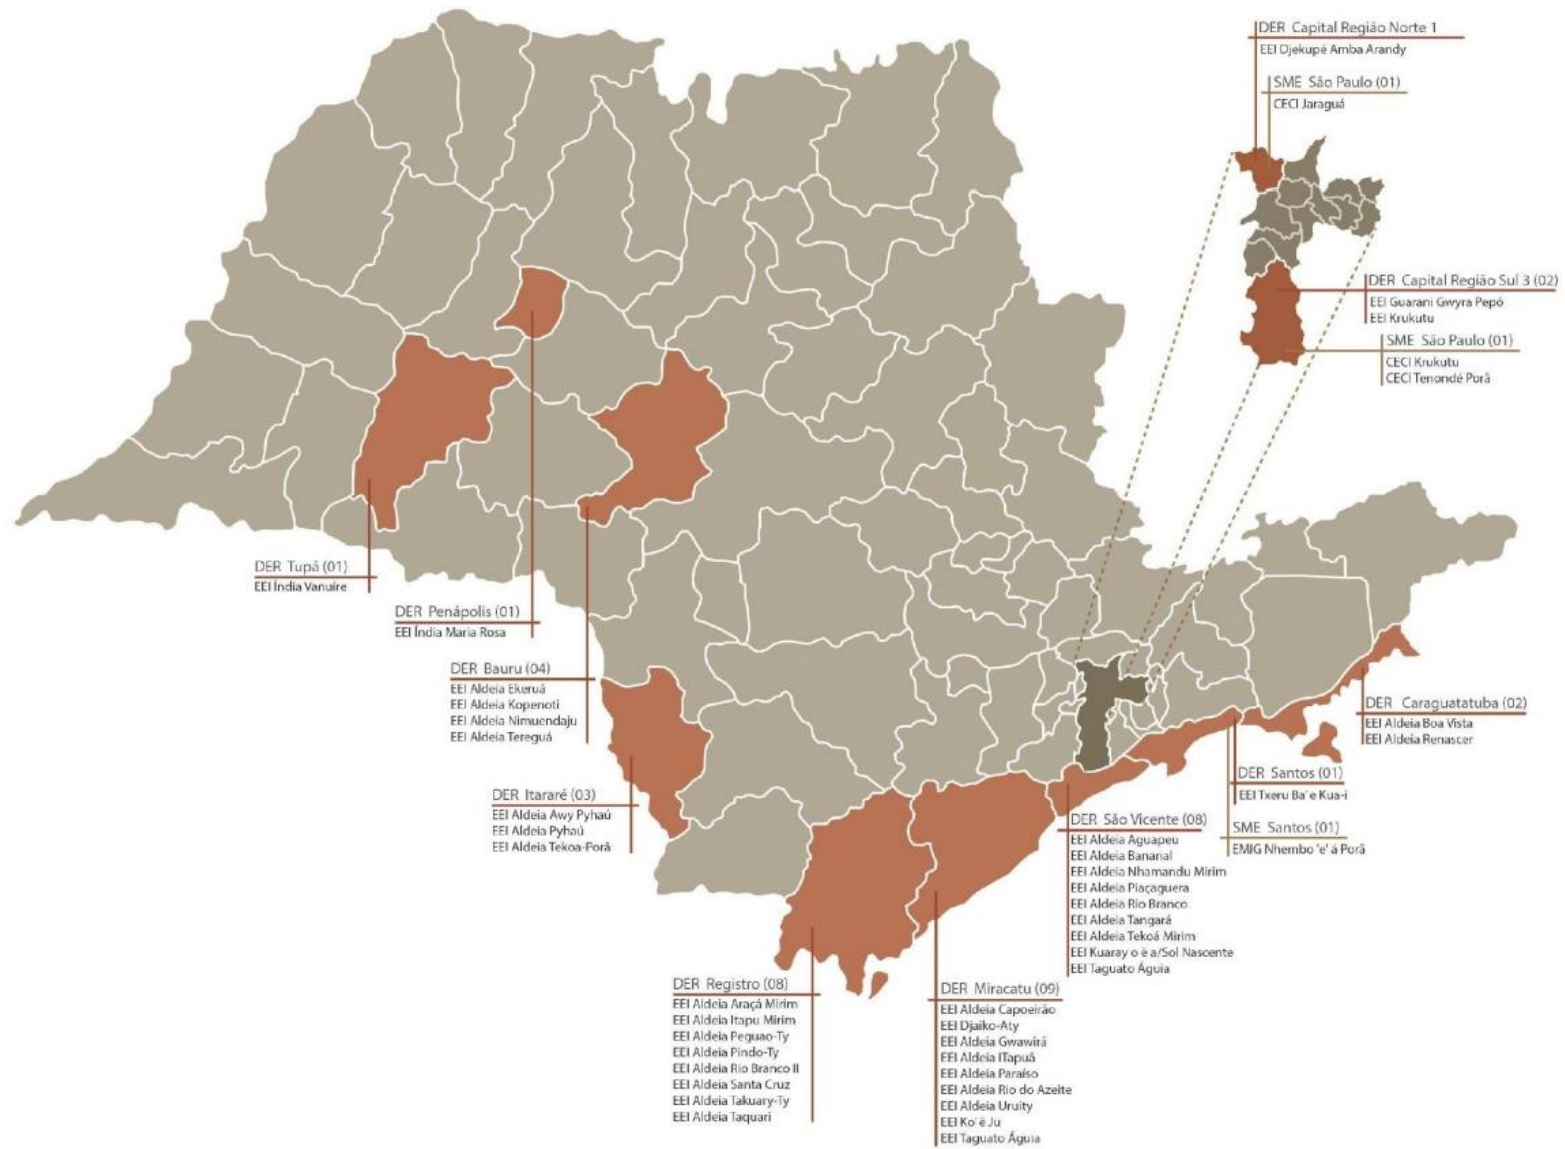 DER Capital Região Norte 1
EEI Djekupé Amba Arandy
SME São Paulo (01)
CECI Jaraguá
DER Capital Região Sul 3 (02)
EEI Guarani Gwyra Pepó
EEI Krukutu
SME São Paulo (01)
CECI Krukutu
CECI Tenondé Porã
DER Tupã (01)
EEI Índia Vanuíre
DER Penápolis (01)
EEI Índia Maria Rosa
DER Bauru (04)
EEI Aldeia Ekeruá
EEI Aldeia Kopenoti
EEI Aldeia Nimuendaju
EEI Aldeia Tereguá
DER Itararé (03)
EEI Aldeia Awy Pyhaú
EEI Aldeia Pyhaú
EEI Aldeia Tekoa-Porã
DER Registro (08)
EEI Aldeia Araçá Mirim
EEI Aldeia Itapu Mirim
EEI Aldeia Peguao-Ty
EEI Aldeia Pindo-Ty
EEI Aldeia Rio Branco II
EEI Aldeia Santa Cruz
EEI Aldeia Takuary-Ty
EEI Aldeia Taquari
DER Miracatu (09)
EEI Aldeia Capoeirão
EEI Djaiko-Aty
EEI Aldeia Gwawirá
EEI Aldeia ITapuã
EEI Aldeia Paraíso
EEI Aldeia Rio do Azeite
EEI Aldeia Uruity
EEI Ko' ë Ju
EEI Taguato Águia
DER São Vicente (08)
EEI Aldeia Aguapeu
EEI Aldeia Bananal
EEI Aldeia Nhamandu Mirim
EEI Aldeia Piaçaguera
EEI Aldeia Rio Branco
EEI Aldeia Tangará
EEI Aldeia Tekoá Mirim
EEI Kuaray o ë a/Sol Nascente
EEI Taguato Águia
DER Santos (01)
EEI Txeru Ba' e Kua-i
SME Santos (01)
EMIG Nhembo 'e' á Porã
DER Caraguatatuba (02)
EEI Aldeia Boa Vista
EEI Aldeia Renascer